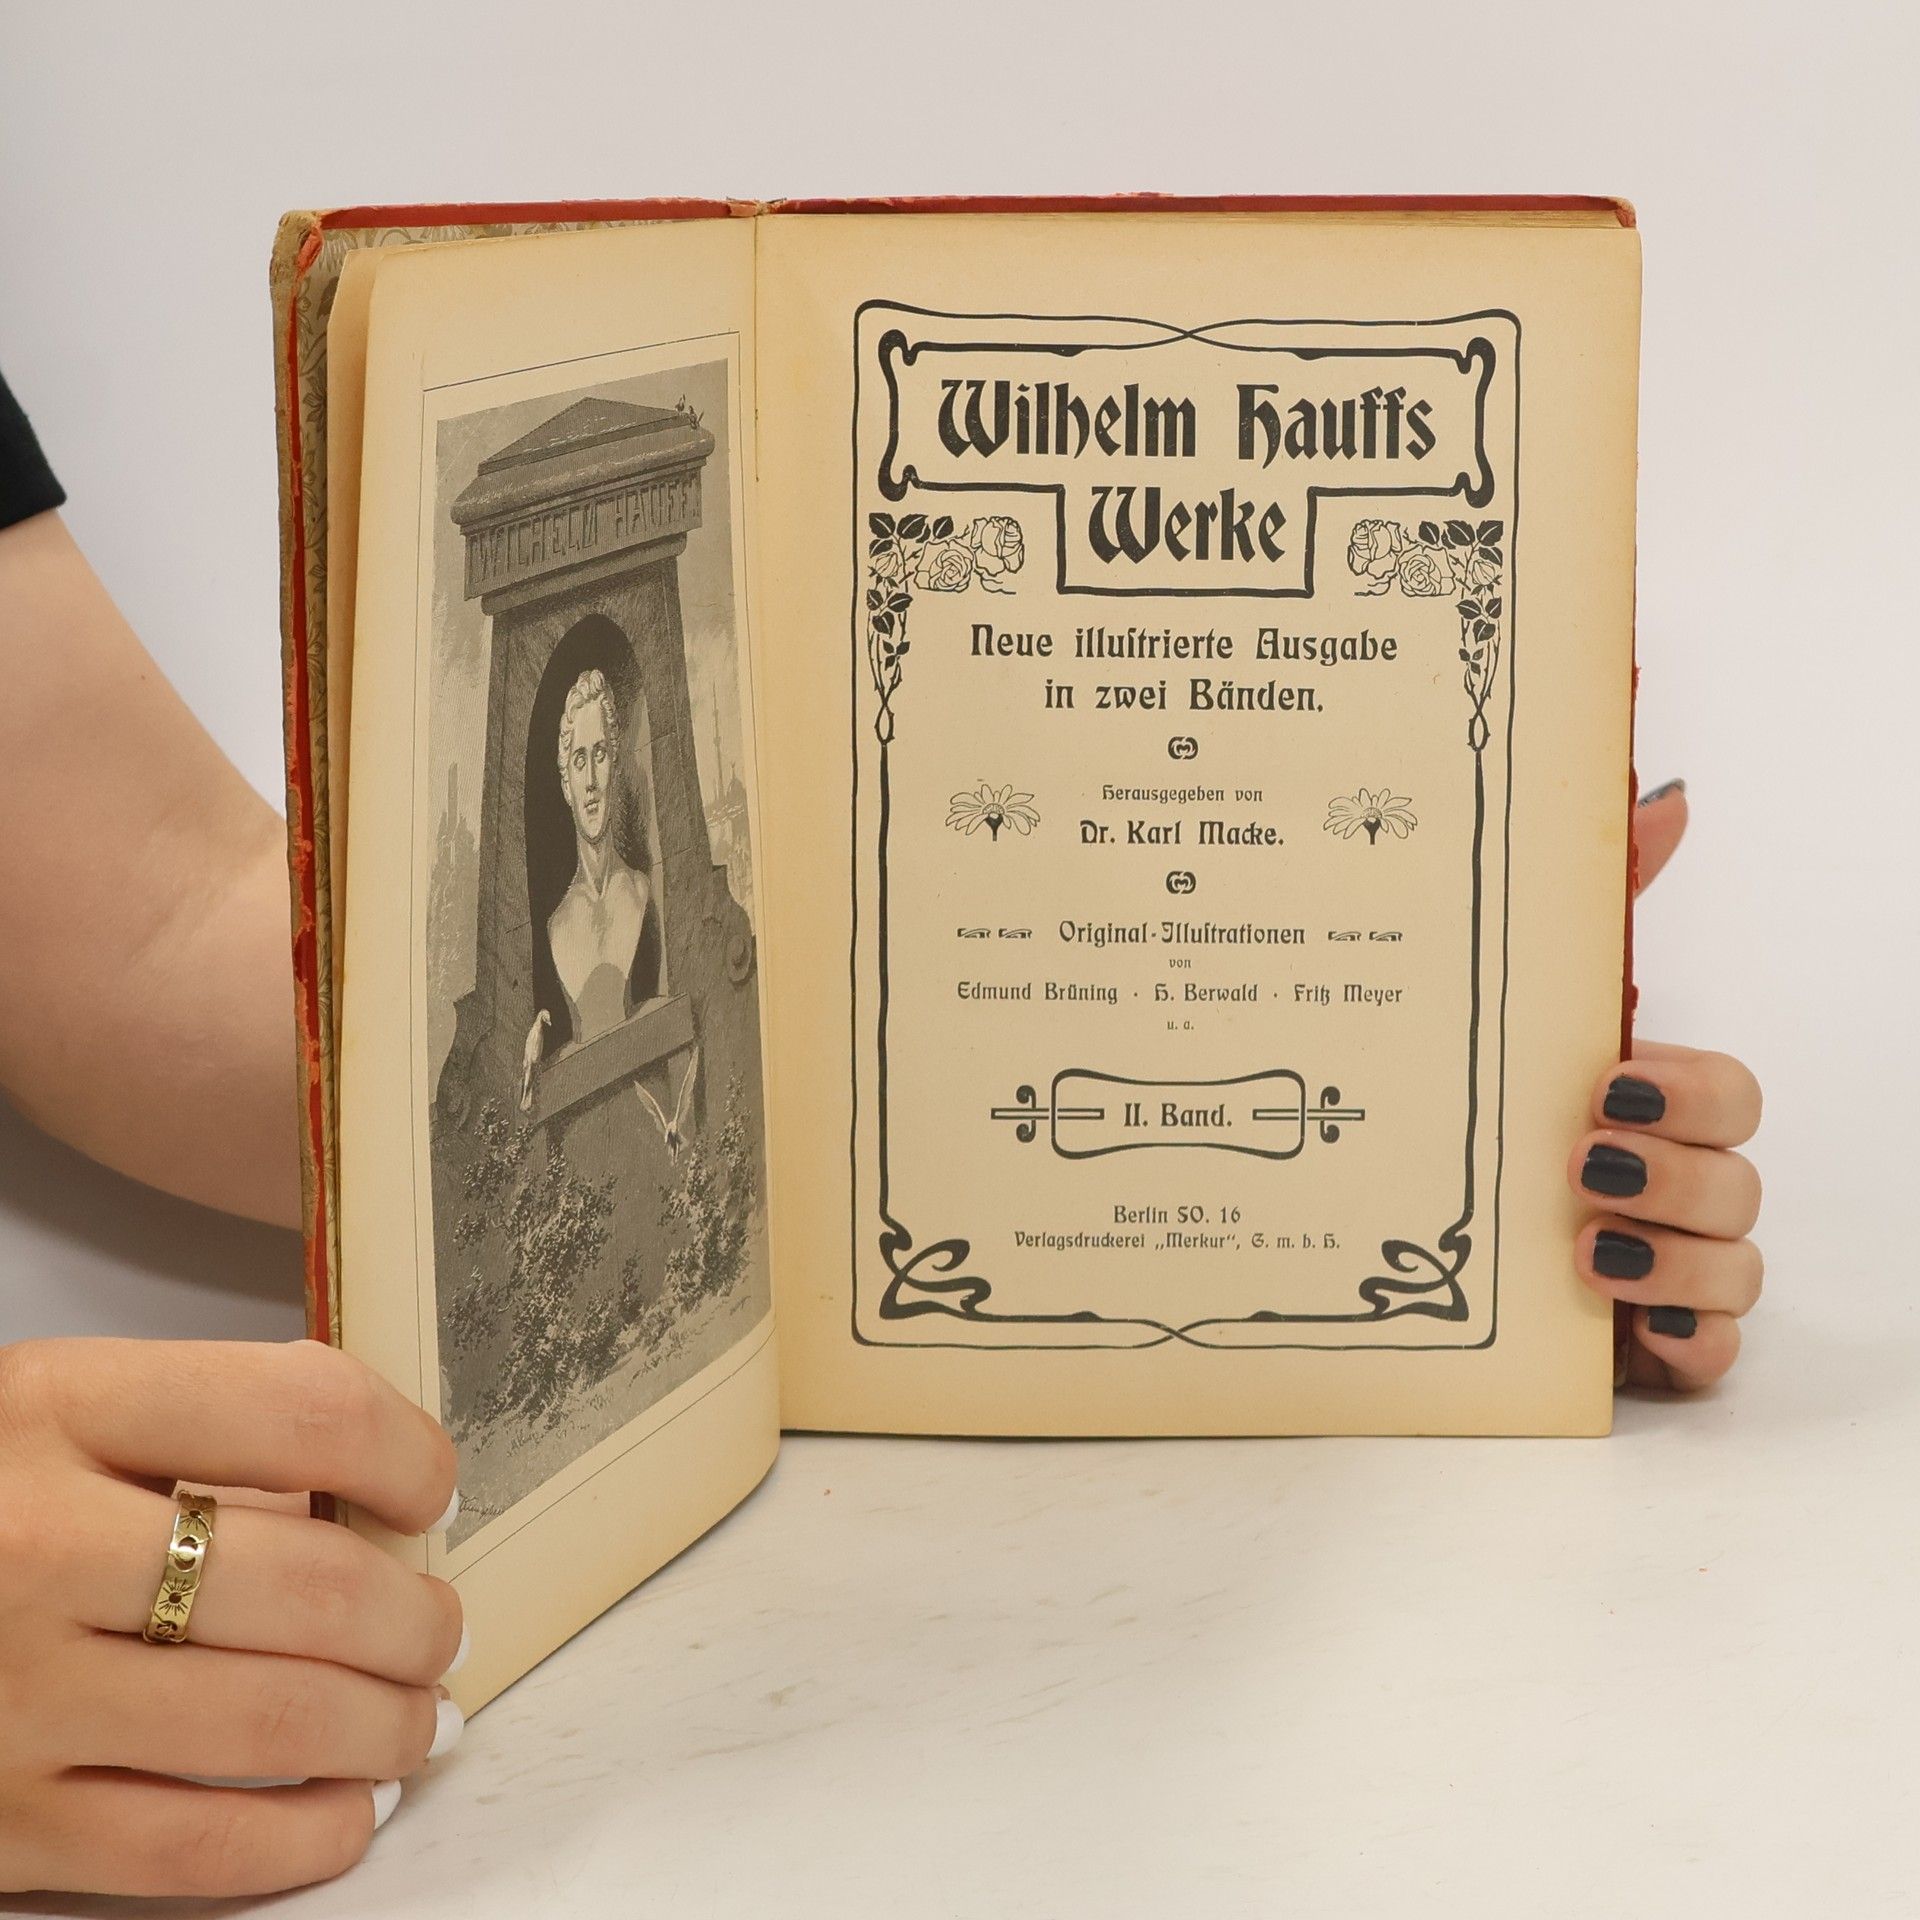 WILHELM HAUFF
Wilhelm Hauffs
Werke
Neue illuſtrierte Ausgabe
in zwei Bänden.
Herausgegeben von
Dr. Karl Macke.
Original-Illuſtrationen
von
Edmund Brüning · H. Berwald · Fritz Meyer
u. a.
II. Band.
Berlin SO. 16
Verlagsdruckerei „Merkur“, G. m. b. H.